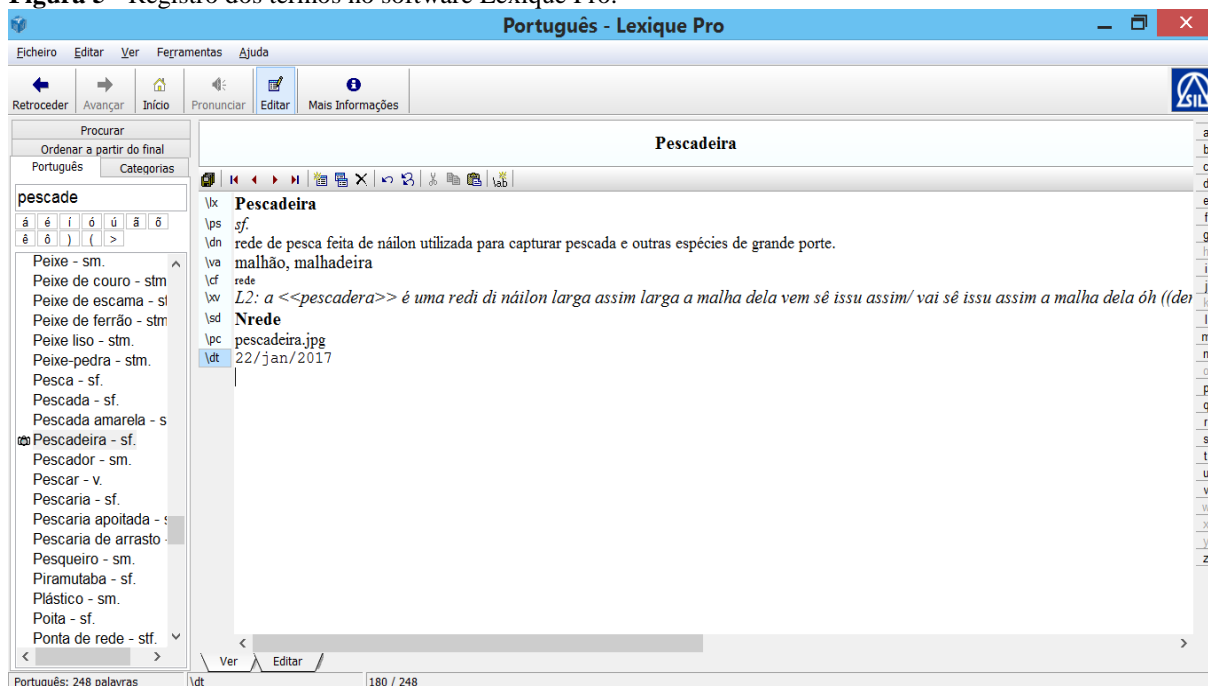 Figura 5 - Registro dos termos no software Lexique Pro.
Português - Lexique Pro
Ficheiro Editar Ver Ferramentas Ajuda
Retroceder Avançar Início Pronunciar Editar Mais Informações
SIL
Procurar
Ordenar a partir do final
Português Categorias
pescade
á é í ó ú ã õ
ê ô ) ( >
Peixe - sm.
Peixe de couro - stm
Peixe de escama - st
Peixe de ferrão - stm
Peixe liso - stm.
Peixe-pedra - stm.
Pesca - sf.
Pescada - sf.
Pescada amarela - s
Pescadeira - sf.
Pescador - sm.
Pescar - v.
Pescaria - sf.
Pescaria apoitada - s
Pescaria de arrasto -
Pesqueiro - sm.
Piramutaba - sf.
Plástico - sm.
Poita - sf.
Ponta de rede - stf.
Pescadeira
\lx Pescadeira
\ps sf.
\dn rede de pesca feita de náilon utilizada para capturar pescada e outras espécies de grande porte.
\va malhão, malhadeira
\cf rede
\xv L2: a <<pescadera>> é uma redi di náilon larga assim larga a malha dela vem sê issu assim/ vai sê issu assim a malha dela óh ((den
\sd Nrede
\pc pescadeira.jpg
\dt 22/jan/2017
a
b
c
d
e
f
g
h
i
j
k
l
m
n
o
p
q
r
s
t
u
v
w
x
y
z
Ver Editar
Português: 248 palavras \dt 180 / 248